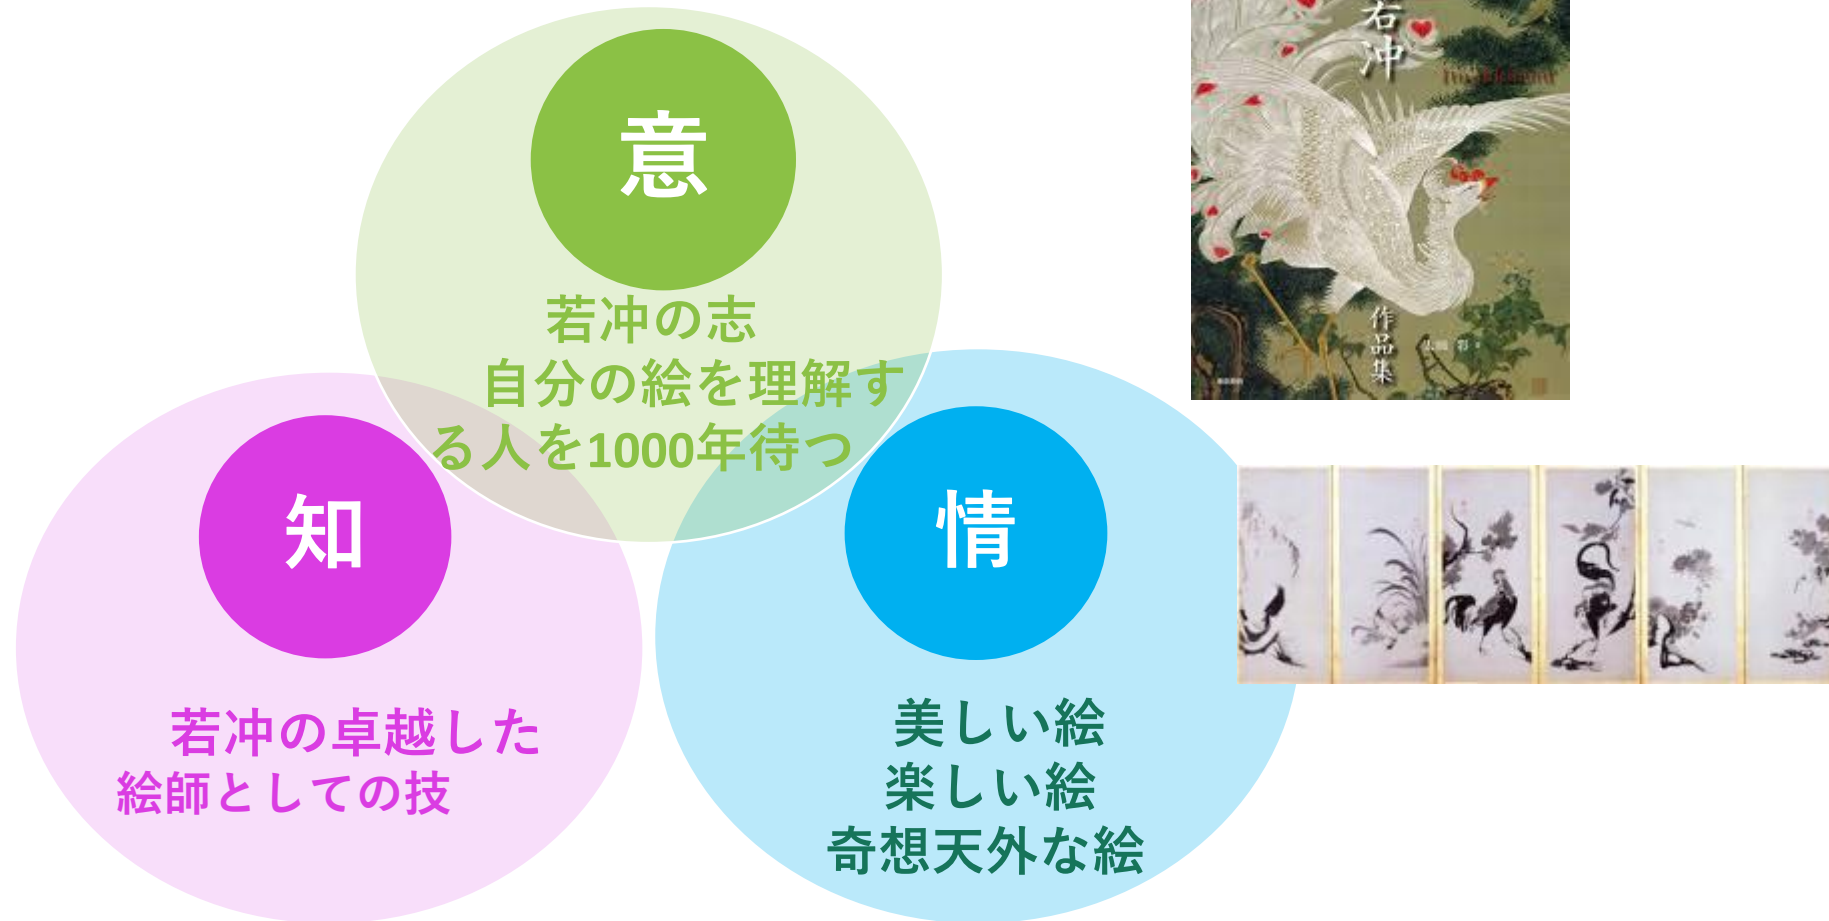 意
若冲の志
自分の絵を理解す
る人を1000年待つ
知
若冲の卓越した
絵師としての技
情
美しい絵
楽しい絵
奇想天外な絵
若冲
作品集